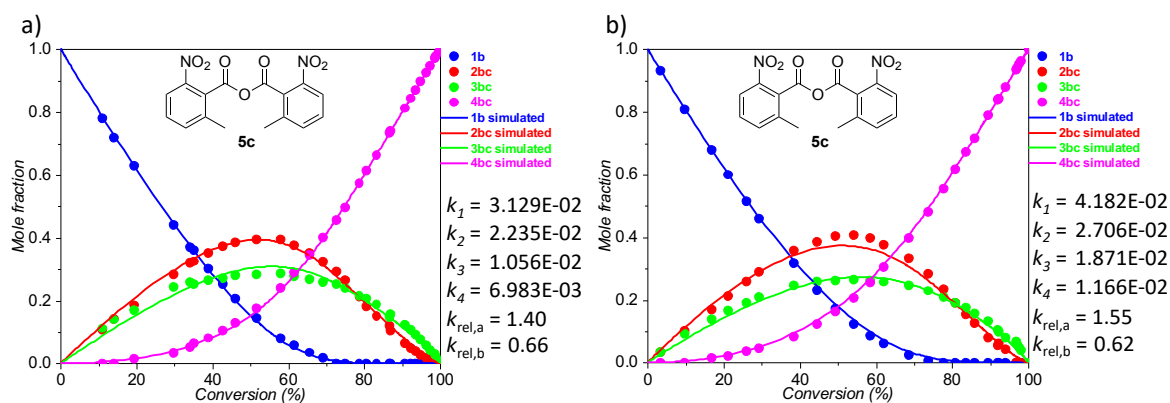 a)
1.0
0.8
0.6
0.4
0.2
0.0
Mole fraction
0 20 40 60 80 100
Conversion (%)
NO₂ O O NO₂
O
5c
1b
2bc
3bc
4bc
1b simulated
2bc simulated
3bc simulated
4bc simulated
k₁ = 3.129E-02
k₂ = 2.235E-02
k₃ = 1.056E-02
k₄ = 6.983E-03
k_rel,a = 1.40
k_rel,b = 0.66
b)
1.0
0.8
0.6
0.4
0.2
0.0
Mole fraction
0 20 40 60 80 100
Conversion (%)
NO₂ O O NO₂
O
5c
1b
2bc
3bc
4bc
1b simulated
2bc simulated
3bc simulated
4bc simulated
k₁ = 4.182E-02
k₂ = 2.706E-02
k₃ = 1.871E-02
k₄ = 1.166E-02
k_rel,a = 1.55
k_rel,b = 0.62